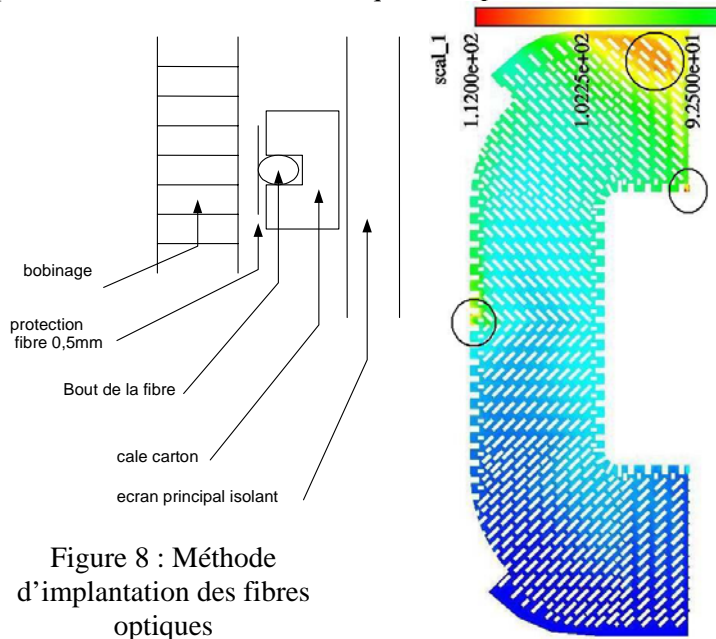 scal_1
1.1200e+02
1.0225e+02
9.2500e+01
bobinage
protection
fibre 0,5mm
Bout de la fibre
cale carton
ecran principal isolant
Figure 8 : Méthode
d'implantation des fibres
optiques